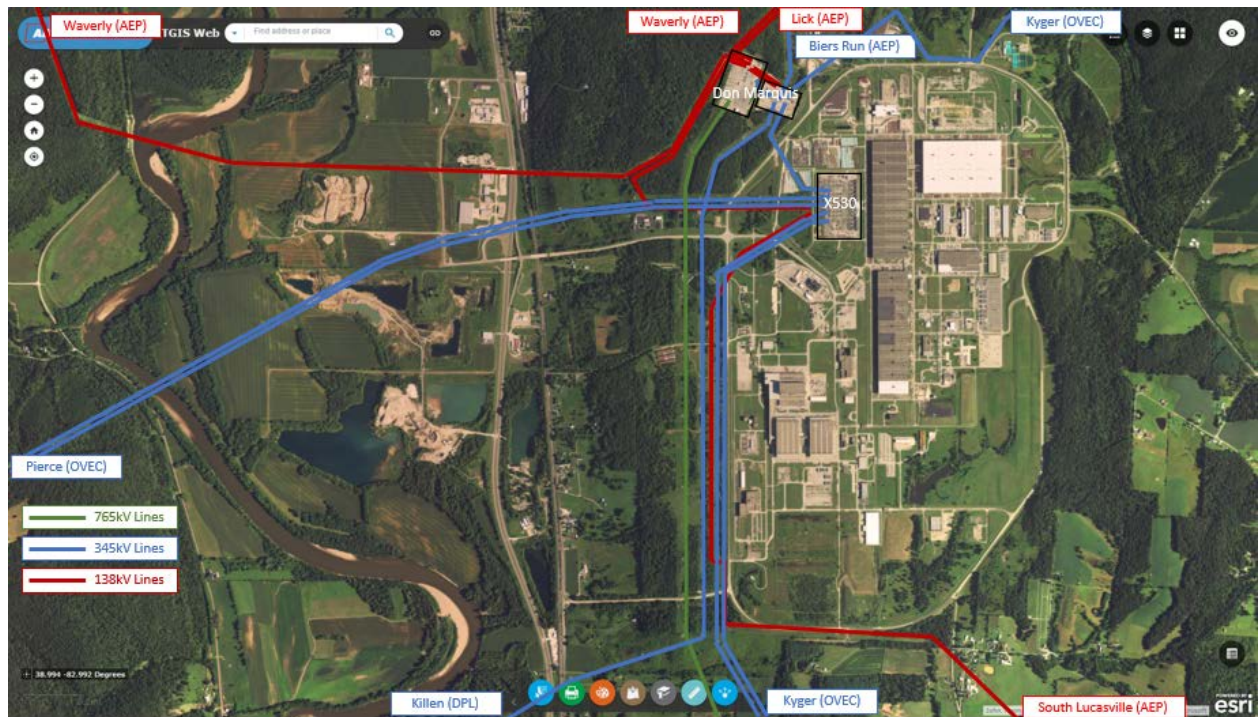 Waverly (AEP)
TGIS Web
Find address or place
Waverly (AEP)
Lick (AEP)
Kyger (OVEC)
Biers Run (AEP)
Don Marquis
X530
Pierce (OVEC)
765kV Lines
345kV Lines
138kV Lines
38.994 -82.992 Degrees
Killen (DPL)
Kyger (OVEC)
South Lucasville (AEP)
POWERED BY
esri